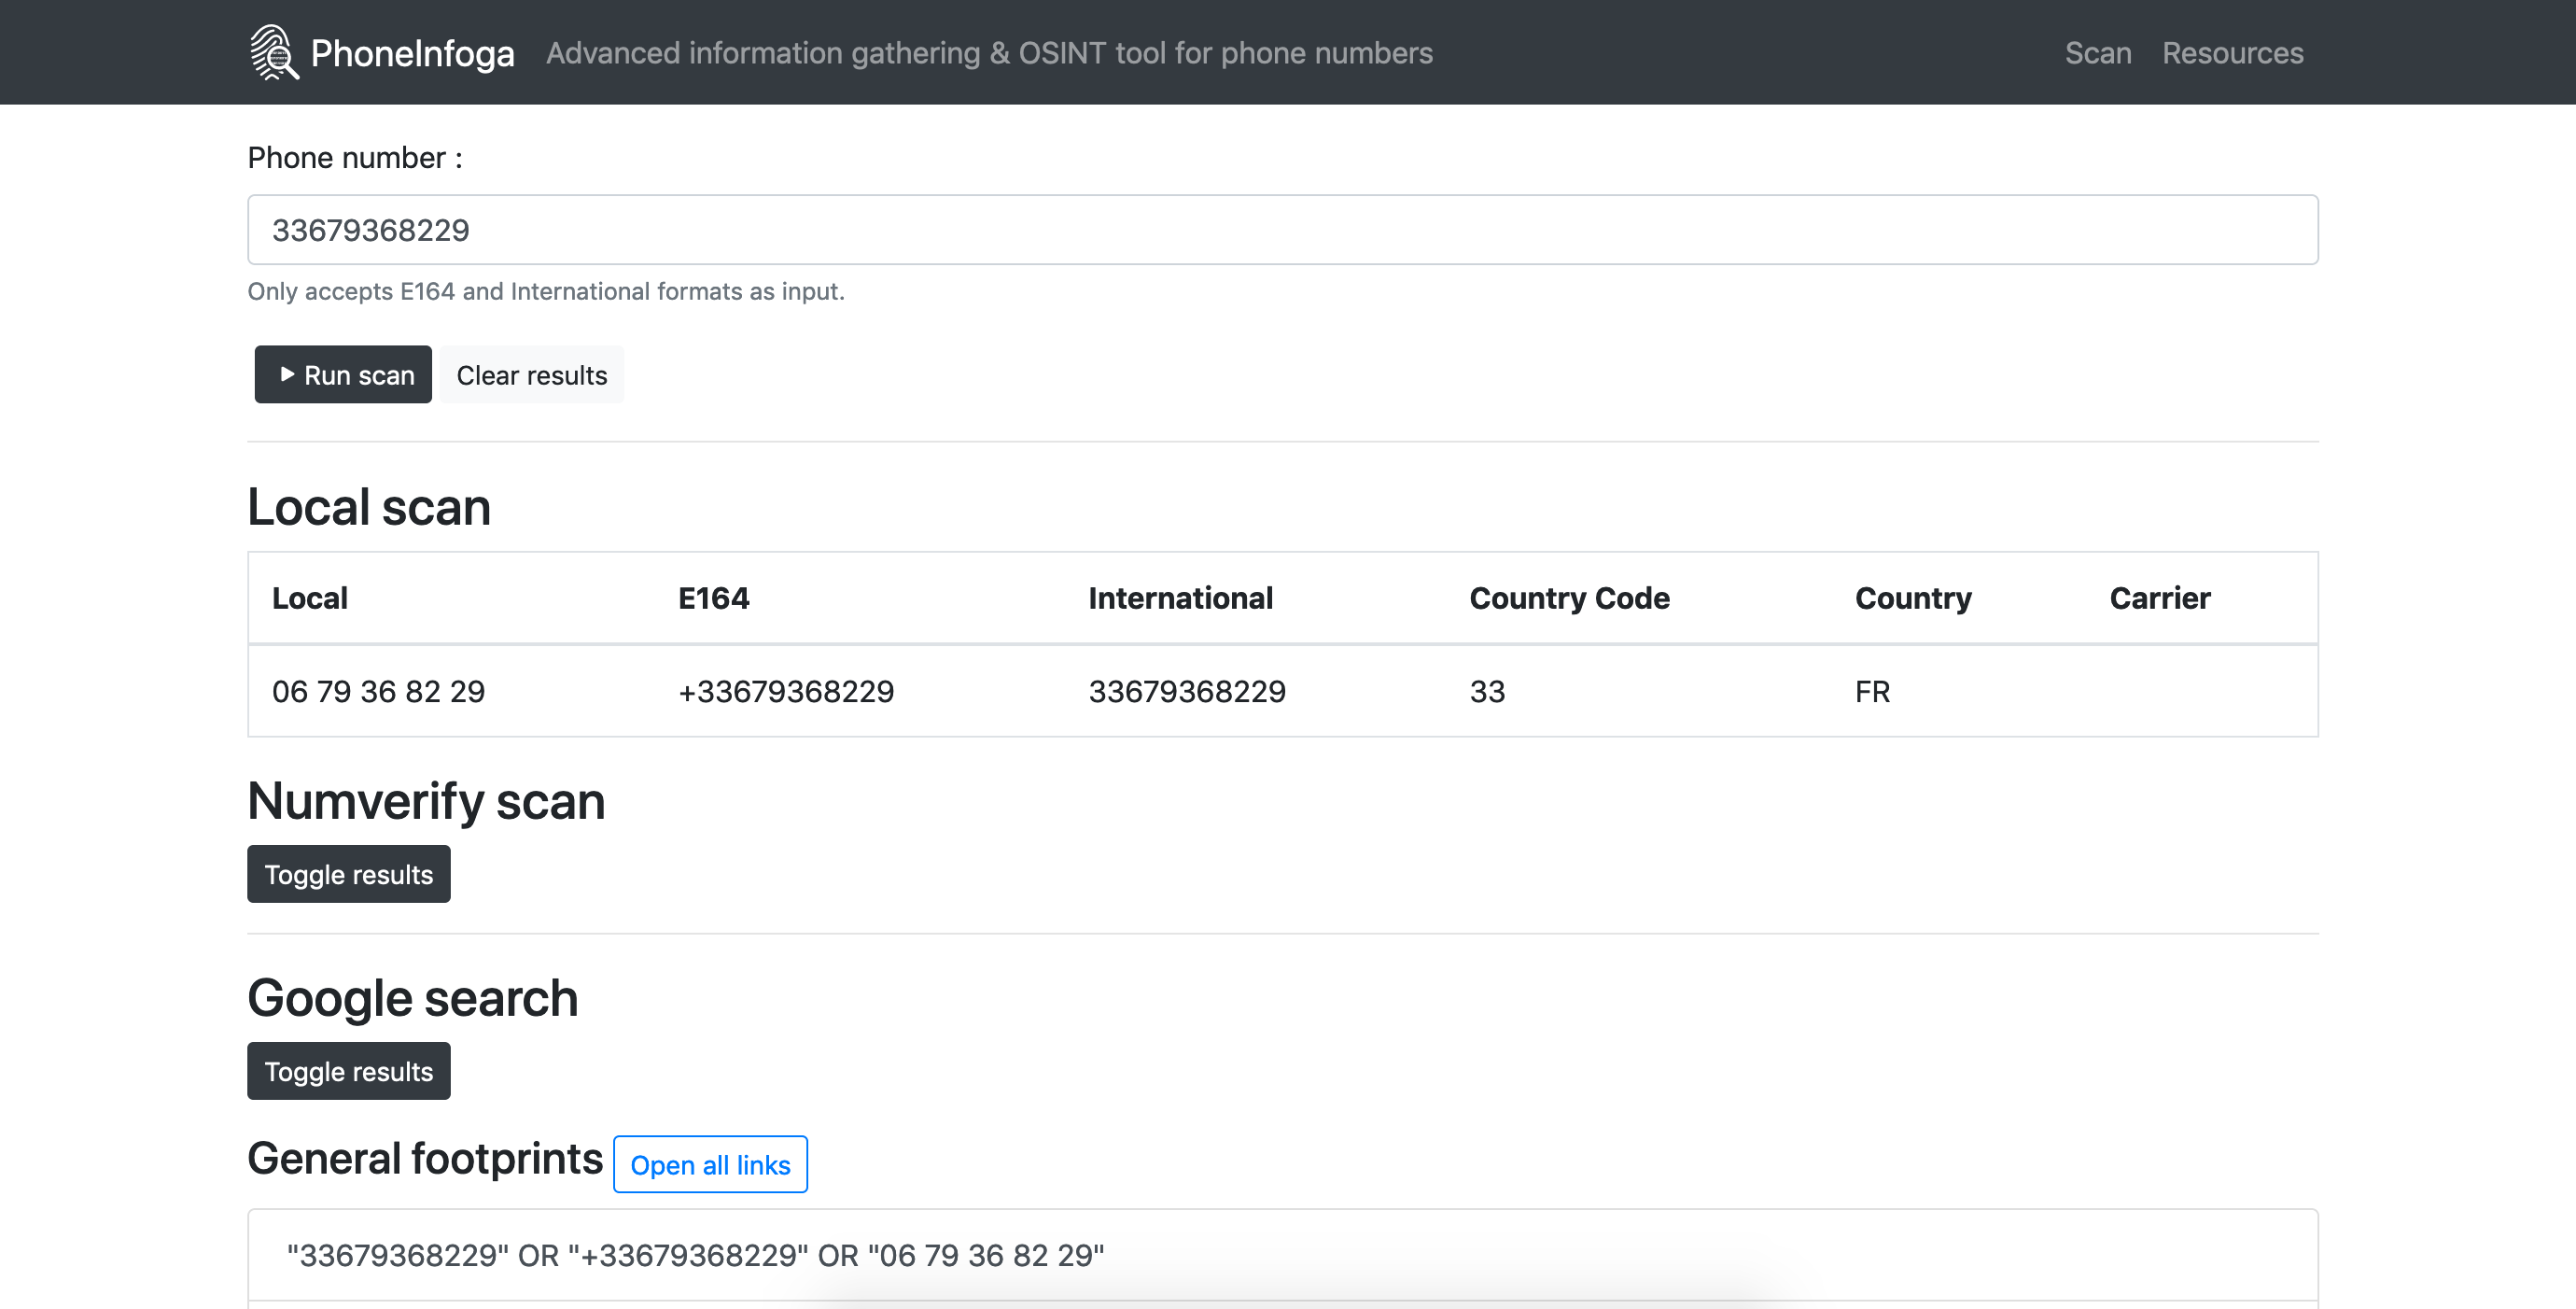 PhoneInfoga Advanced information gathering & OSINT tool for phone numbers Scan Resources
Phone number :
33679368229
Only accepts E164 and International formats as input.
Run scan Clear results
Local scan
Local E164 International Country Code Country Carrier
06 79 36 82 29 +33679368229 33679368229 33 FR
Numverify scan
Toggle results
Google search
Toggle results
General footprints Open all links
"33679368229" OR "+33679368229" OR "06 79 36 82 29"